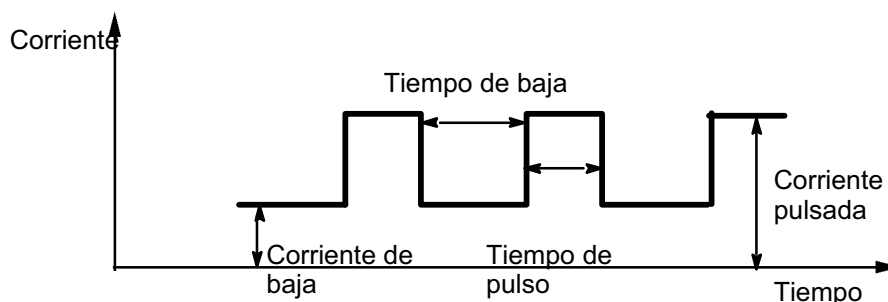 Corriente
Tiempo de baja
Corriente
pulsada
Corriente de
baja
Tiempo de
pulso
Tiempo